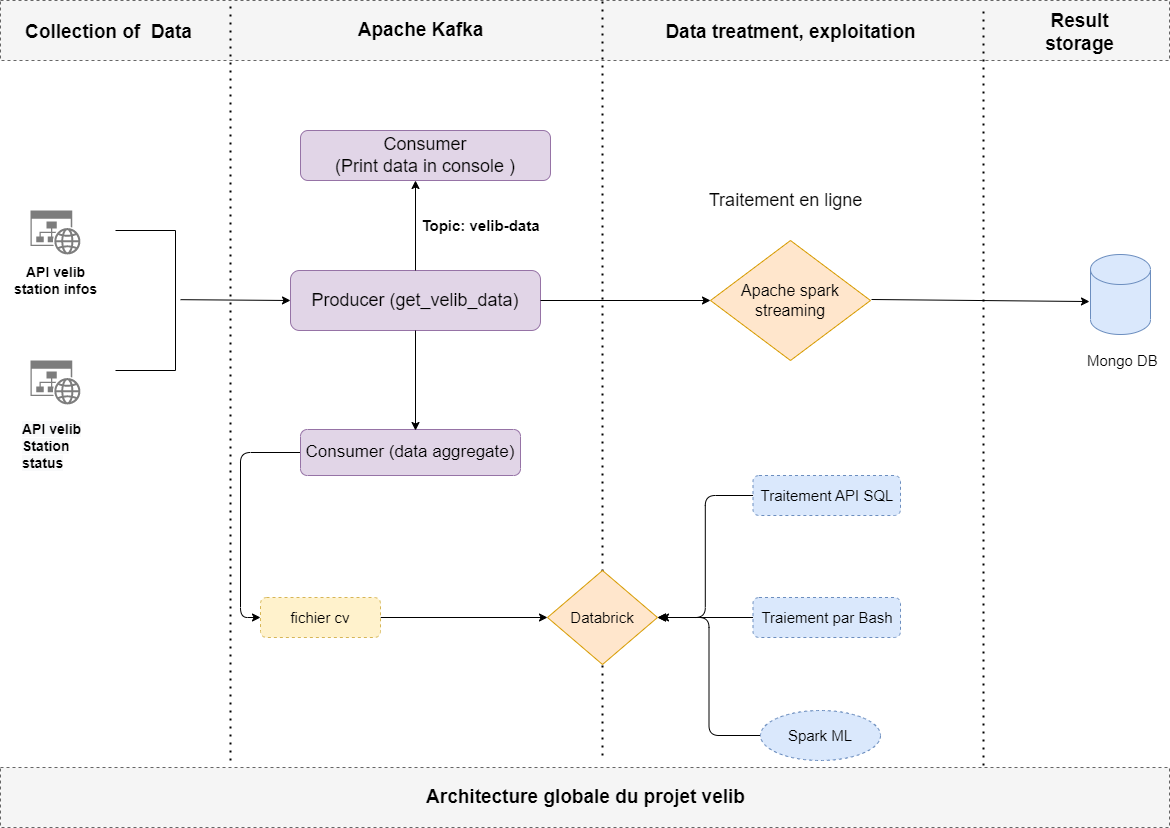 Collection of  Data
Apache Kafka
Data treatment, exploitation
Result
storage
Consumer
(Print data in console )
Topic: velib-data
Traitement en ligne
API velib
station infos
Producer (get_velib_data)
Apache spark
streaming
Mongo DB
API velib
Station
status
Consumer (data aggregate)
Traitement API SQL
fichier cv
Databrick
Traiement par Bash
Spark ML
Architecture globale du projet velib